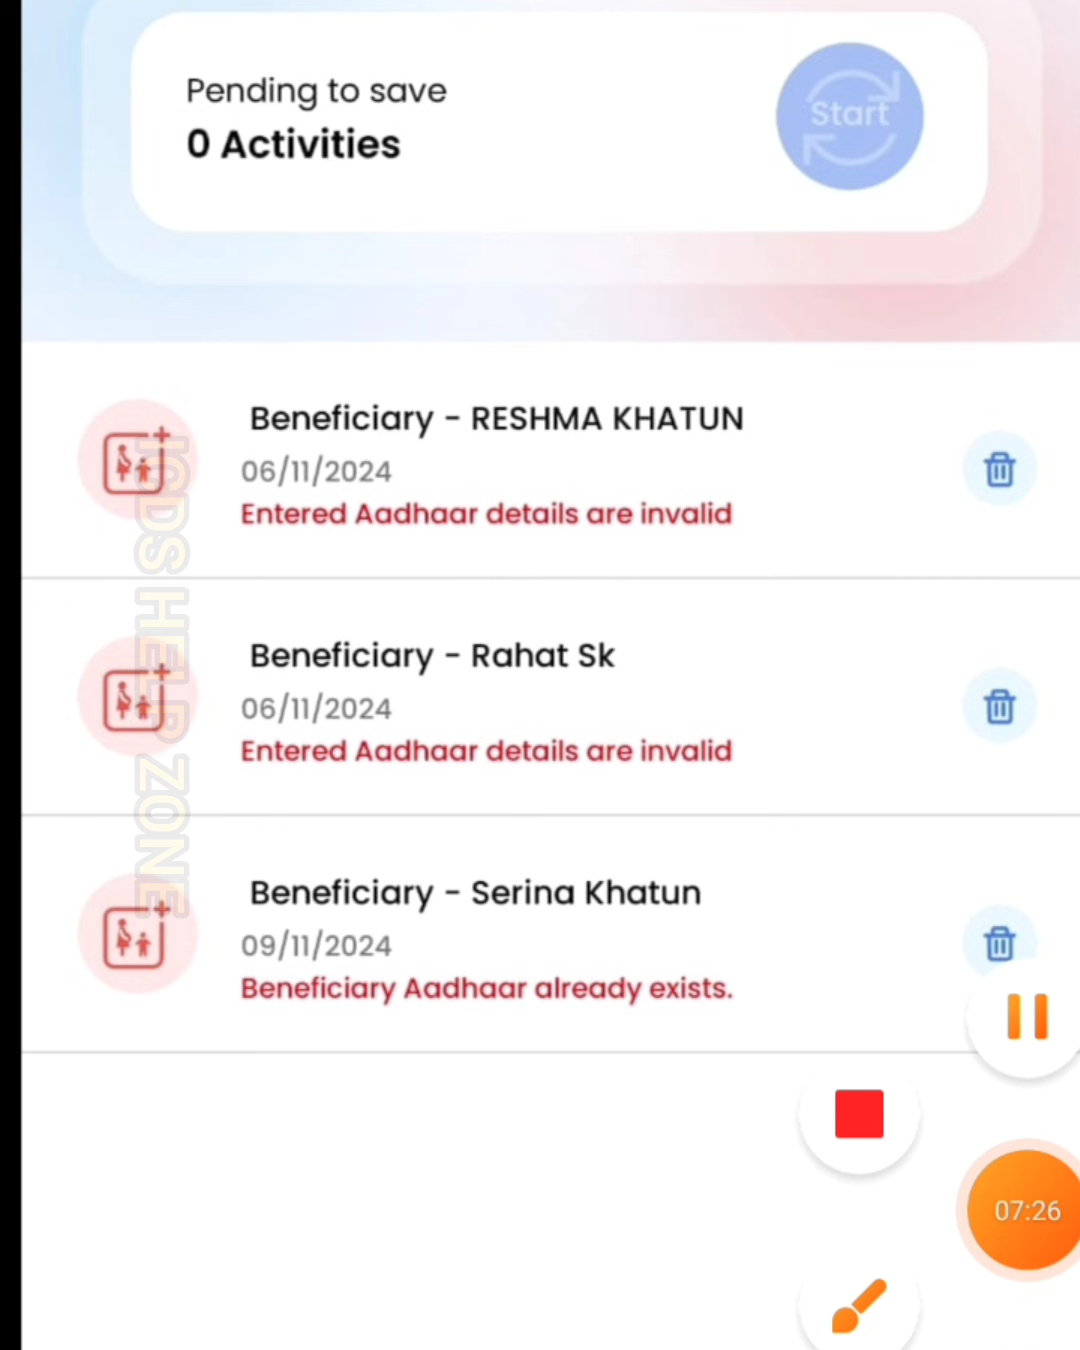 Pending to save
0 Activities
Start
Beneficiary - RESHMA KHATUN
06/11/2024
Entered Aadhaar details are invalid
Beneficiary - Rahat Sk
06/11/2024
Entered Aadhaar details are invalid
Beneficiary - Serina Khatun
09/11/2024
Beneficiary Aadhaar already exists.
ICDS HELP ZONE
07:26